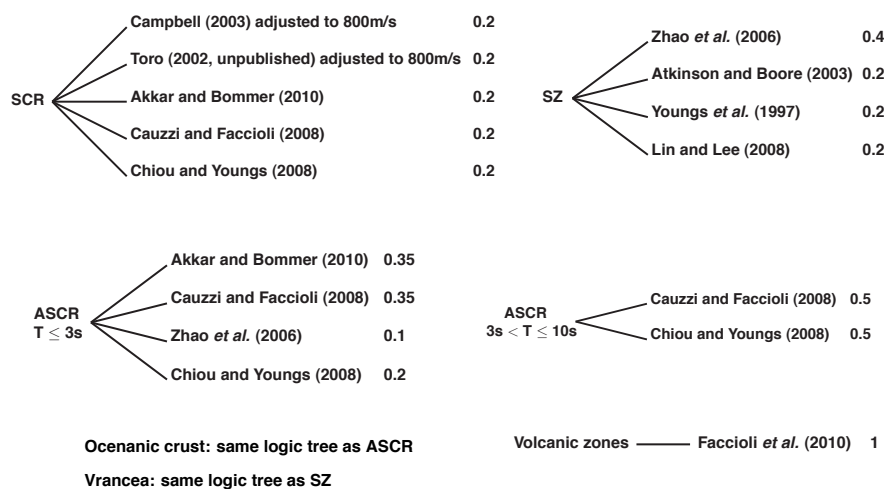 SCR
Campbell (2003) adjusted to 800m/s 0.2
Toro (2002, unpublished) adjusted to 800m/s 0.2
Akkar and Bommer (2010) 0.2
Cauzzi and Faccioli (2008) 0.2
Chiou and Youngs (2008) 0.2
SZ
Zhao et al. (2006) 0.4
Atkinson and Boore (2003) 0.2
Youngs et al. (1997) 0.2
Lin and Lee (2008) 0.2
ASCR
T ≤ 3s
Akkar and Bommer (2010) 0.35
Cauzzi and Faccioli (2008) 0.35
Zhao et al. (2006) 0.1
Chiou and Youngs (2008) 0.2
ASCR
3s < T ≤ 10s
Cauzzi and Faccioli (2008) 0.5
Chiou and Youngs (2008) 0.5
Ocenanic crust: same logic tree as ASCR
Vrancea: same logic tree as SZ
Volcanic zones Faccioli et al. (2010) 1